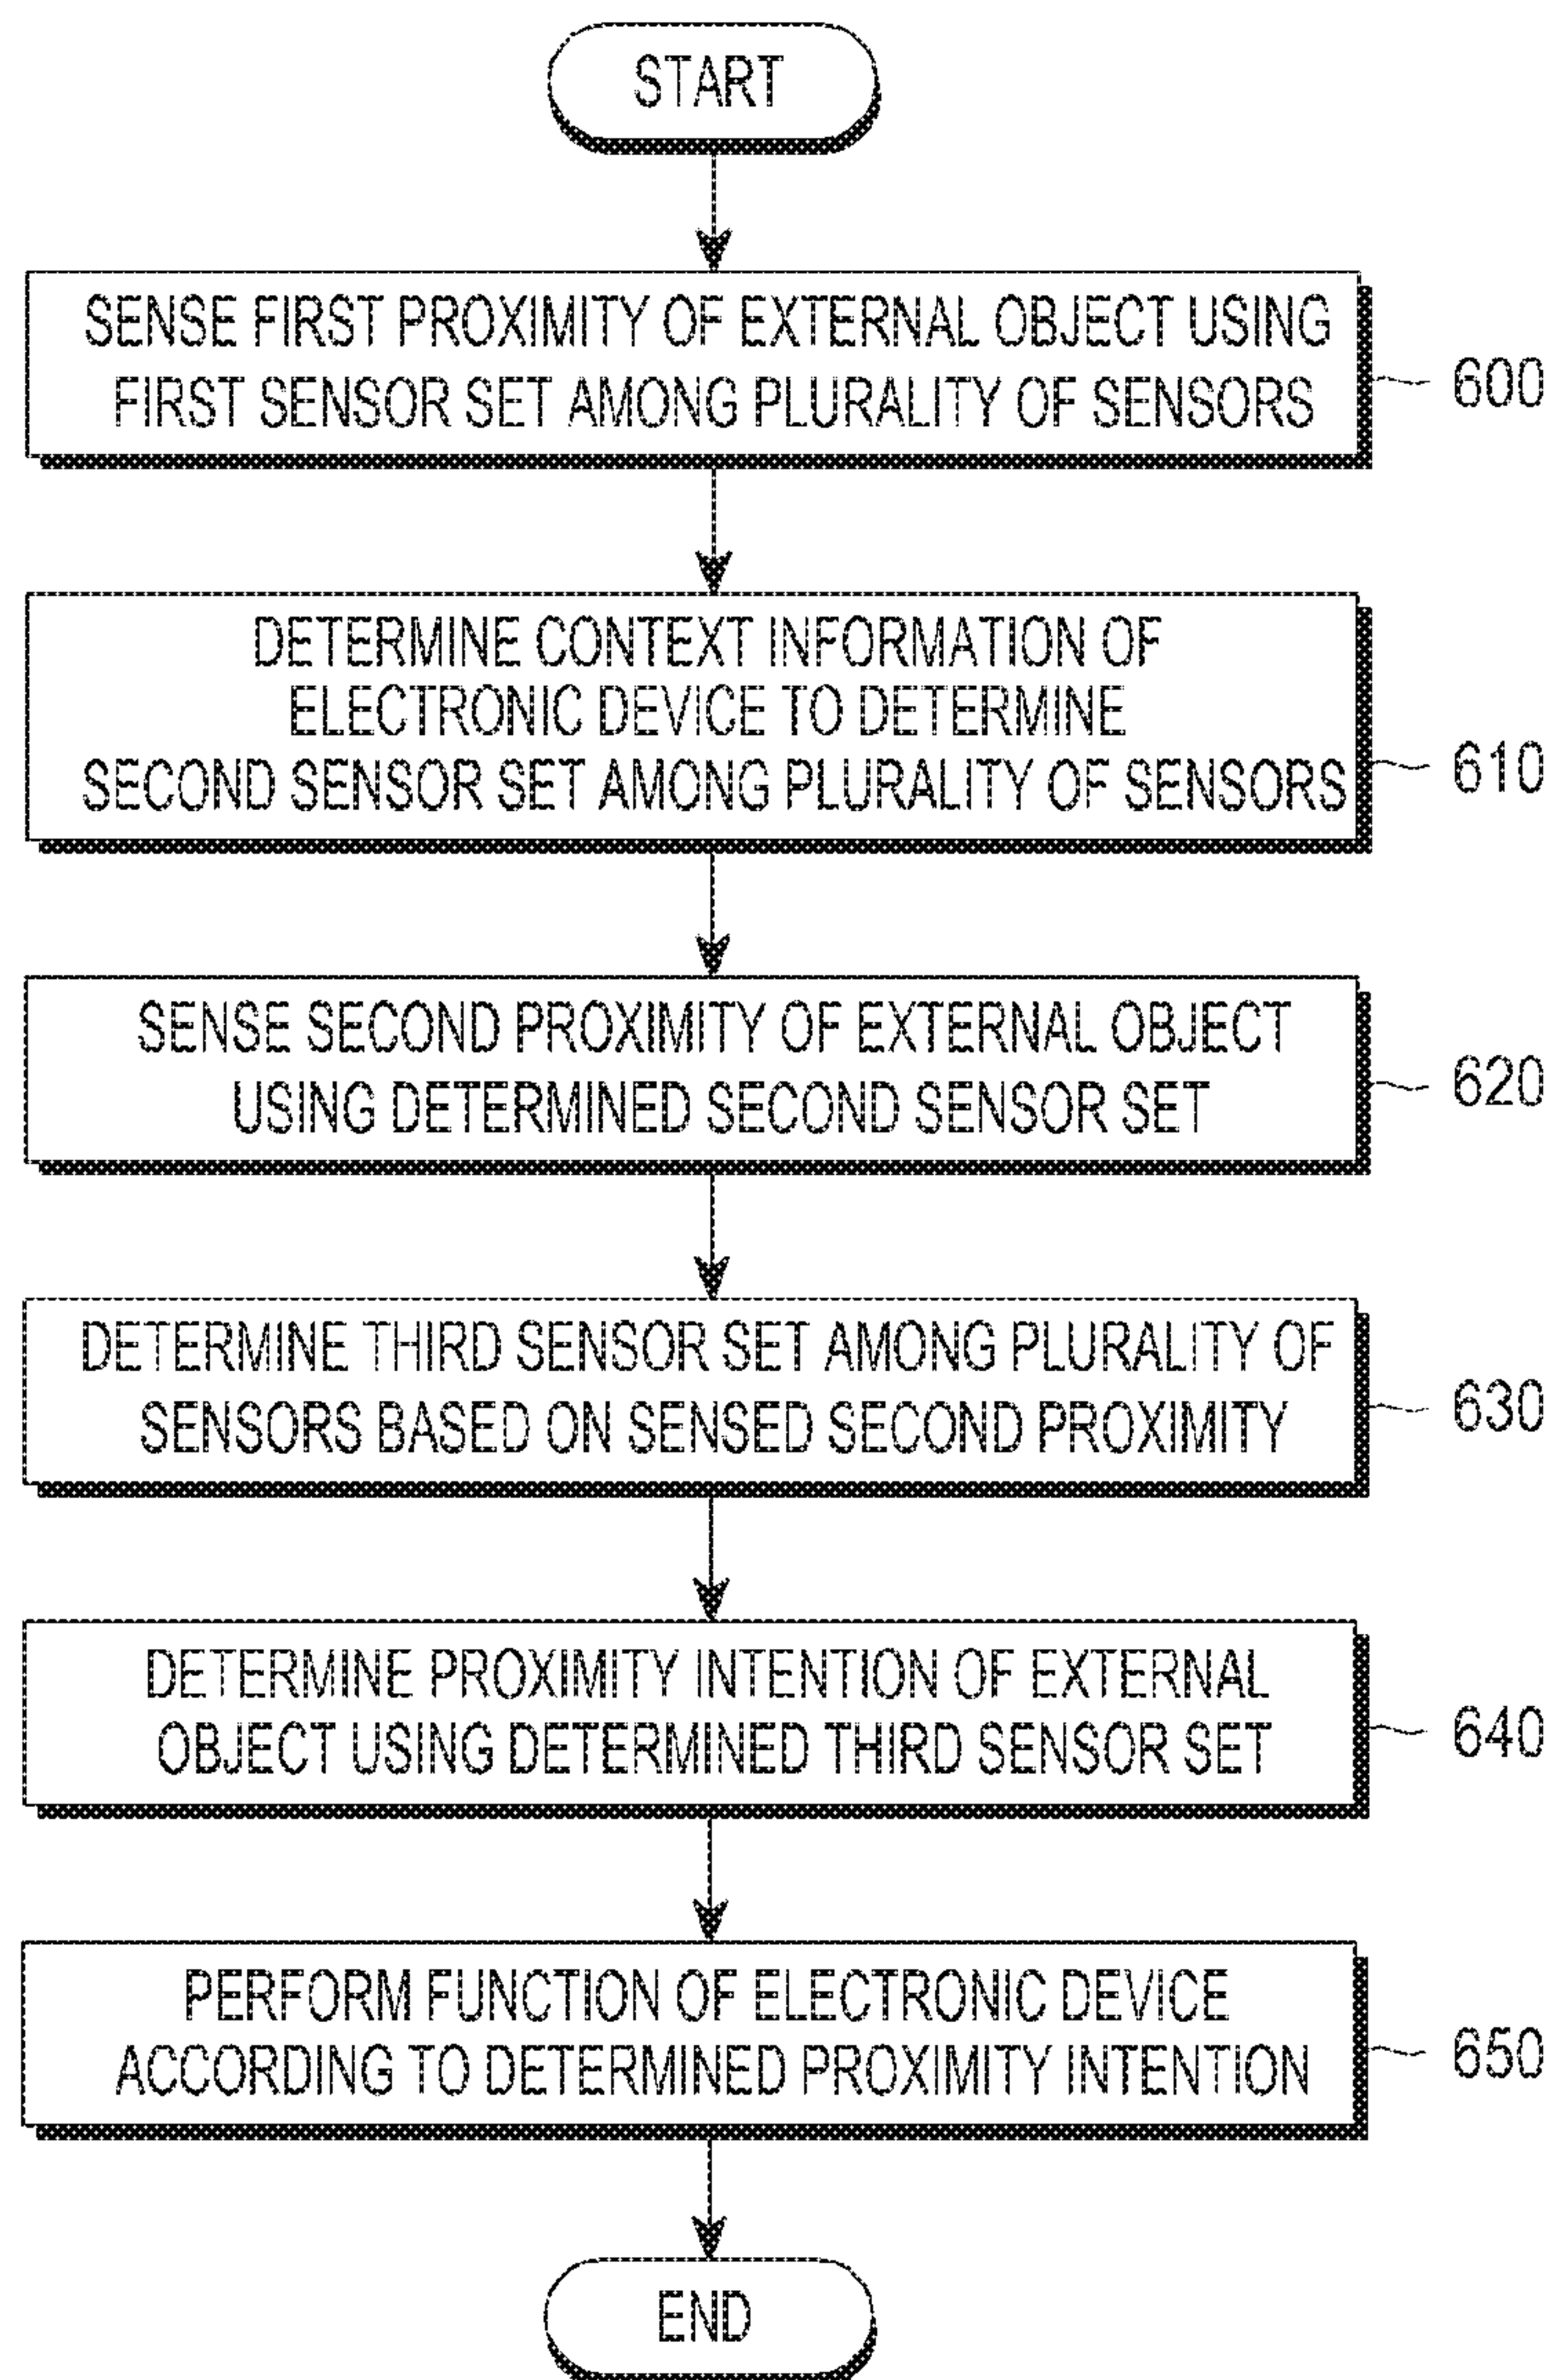 START
SENSE FIRST PROXIMITY OF EXTERNAL OBJECT USING
FIRST SENSOR SET AMONG PLURALITY OF SENSORS
600
DETERMINE CONTEXT INFORMATION OF
ELECTRONIC DEVICE TO DETERMINE
SECOND SENSOR SET AMONG PLURALITY OF SENSORS
610
SENSE SECOND PROXIMITY OF EXTERNAL OBJECT
USING DETERMINED SECOND SENSOR SET
620
DETERMINE THIRD SENSOR SET AMONG PLURALITY OF
SENSORS BASED ON SENSED SECOND PROXIMITY
630
DETERMINE PROXIMITY INTENTION OF EXTERNAL
OBJECT USING DETERMINED THIRD SENSOR SET
640
PERFORM FUNCTION OF ELECTRONIC DEVICE
ACCORDING TO DETERMINED PROXIMITY INTENTION
650
END